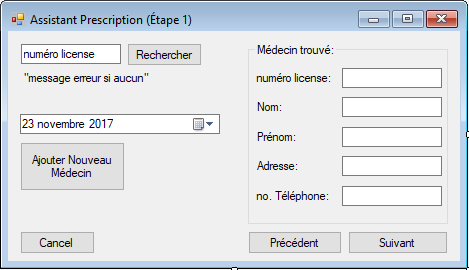 Assistant Prescription (Étape 1)
numéro license
Rechercher
"message erreur si aucun"
23 novembre 2017
Ajouter Nouveau
Médecin
Cancel
Médecin trouvé:
numéro license:
Nom:
Prénom:
Adresse:
no. Téléphone:
Précédent
Suivant